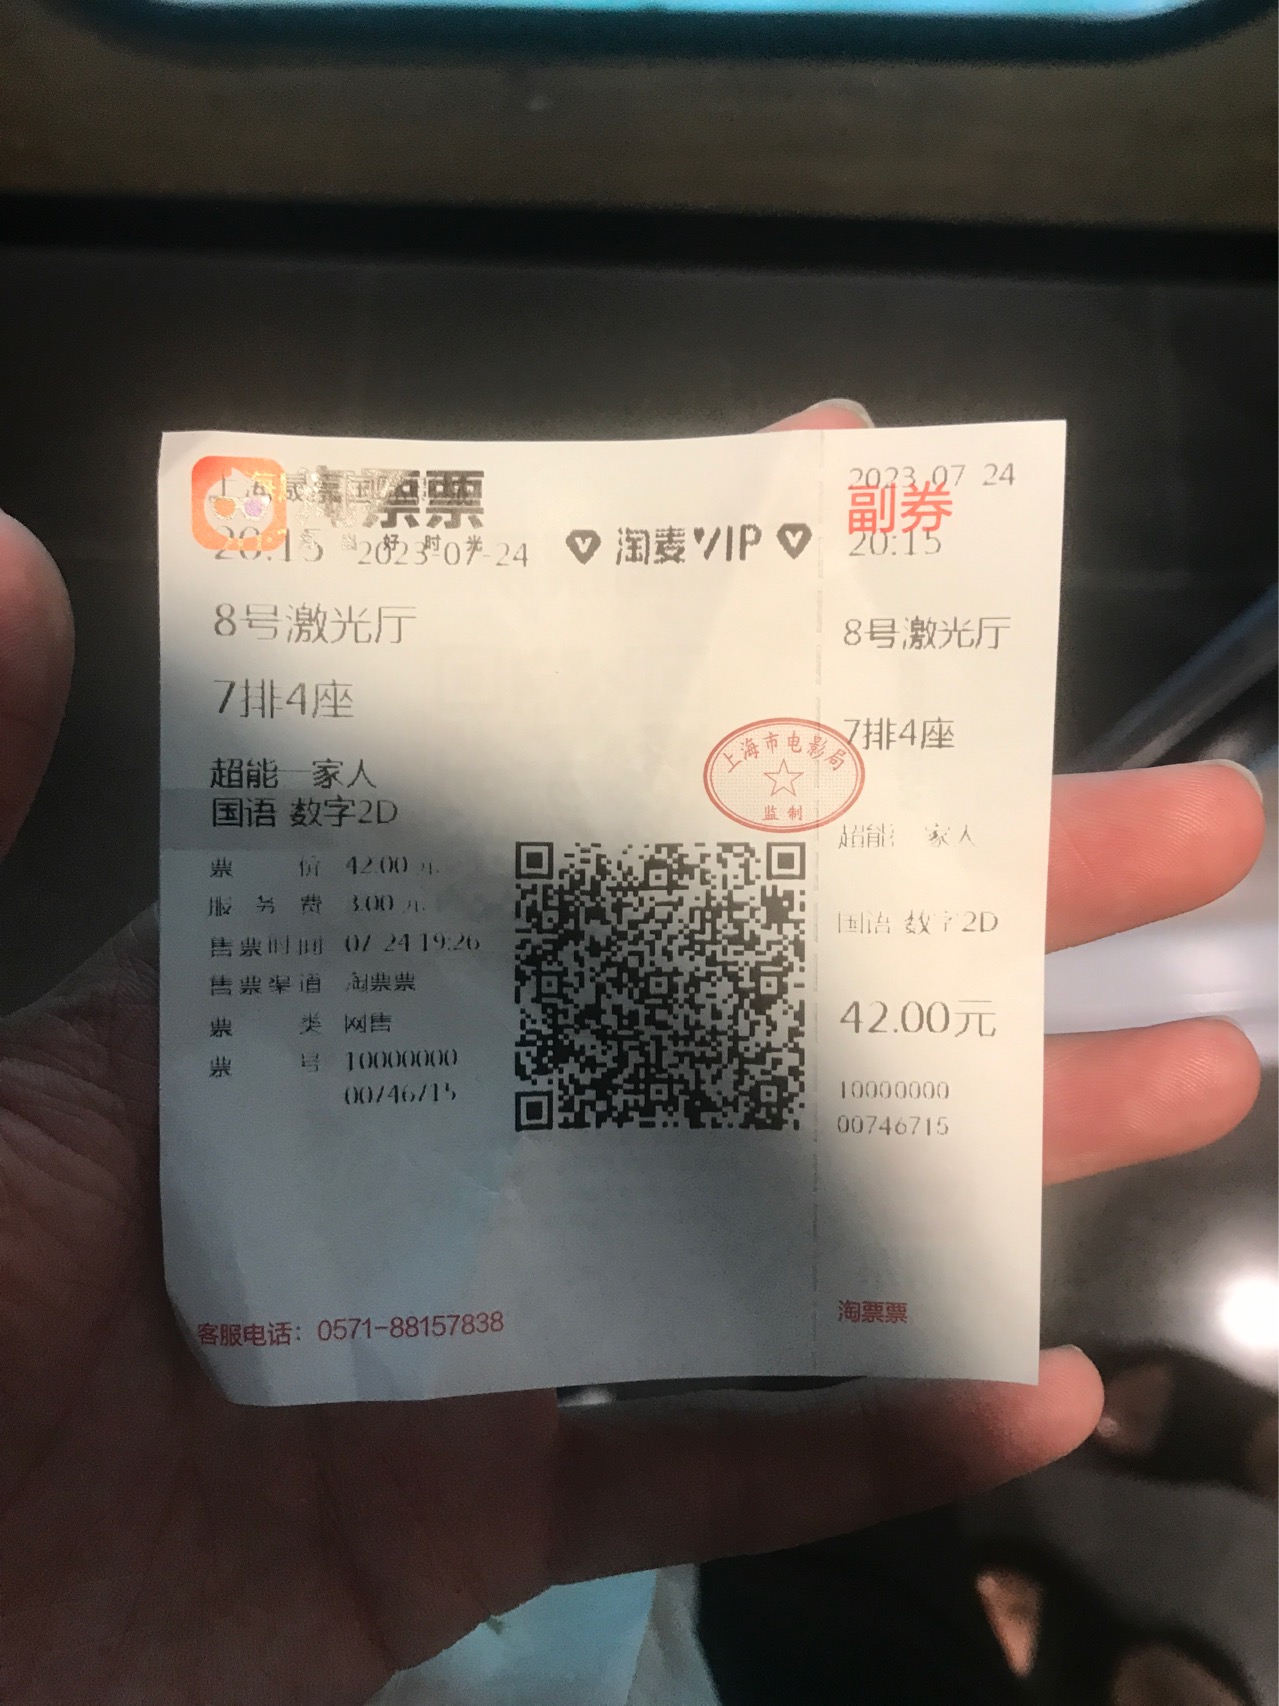 淘票票
好时光
20:15 2023-07-24
淘麦VIP
8号激光厅
7排4座
超能一家人
国语 数字2D
票价 42.00 元
服务费 3.00 元
售票时间 07-24 19:26
售票渠道 淘票票
票类 网售
票号 10000000
00746715
客服电话：0571-88157838
上海市电影局
监制
2023-07-24
副券
20:15
8号激光厅
7排4座
超能一家人
国语 数字2D
42.00元
10000000
00746715
淘票票